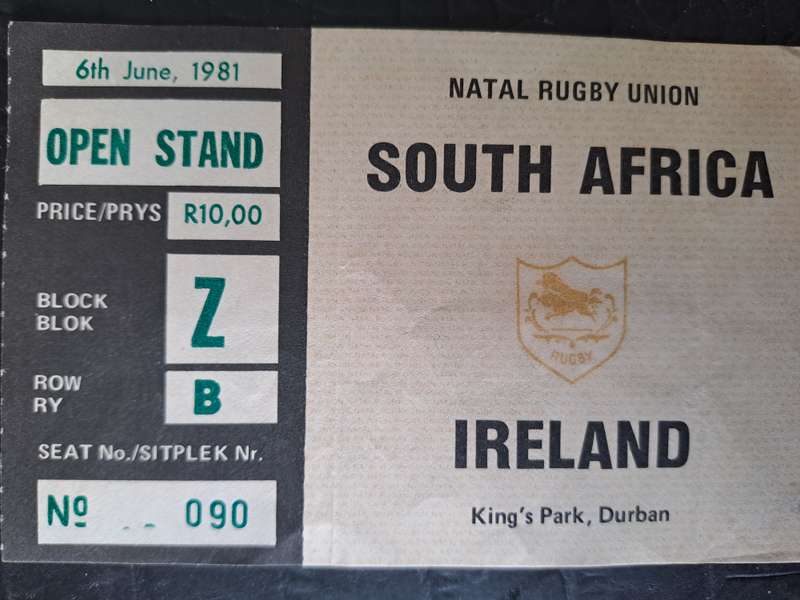 6th June, 1981
OPEN STAND
PRICE/PRYS R10,00
BLOCK
BLOK
Z
ROW
RY
B
SEAT No./SITPLEK Nr.
Nº 090
NATAL RUGBY UNION
SOUTH AFRICA
RUGBY
IRELAND
King's Park, Durban